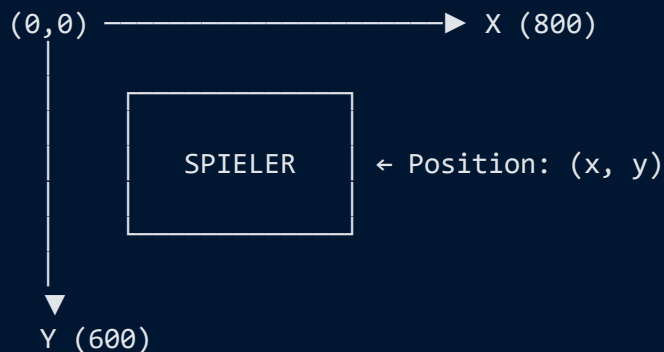 (0,0) X (800)
SPIELER ← Position: (x, y)
Y (600)